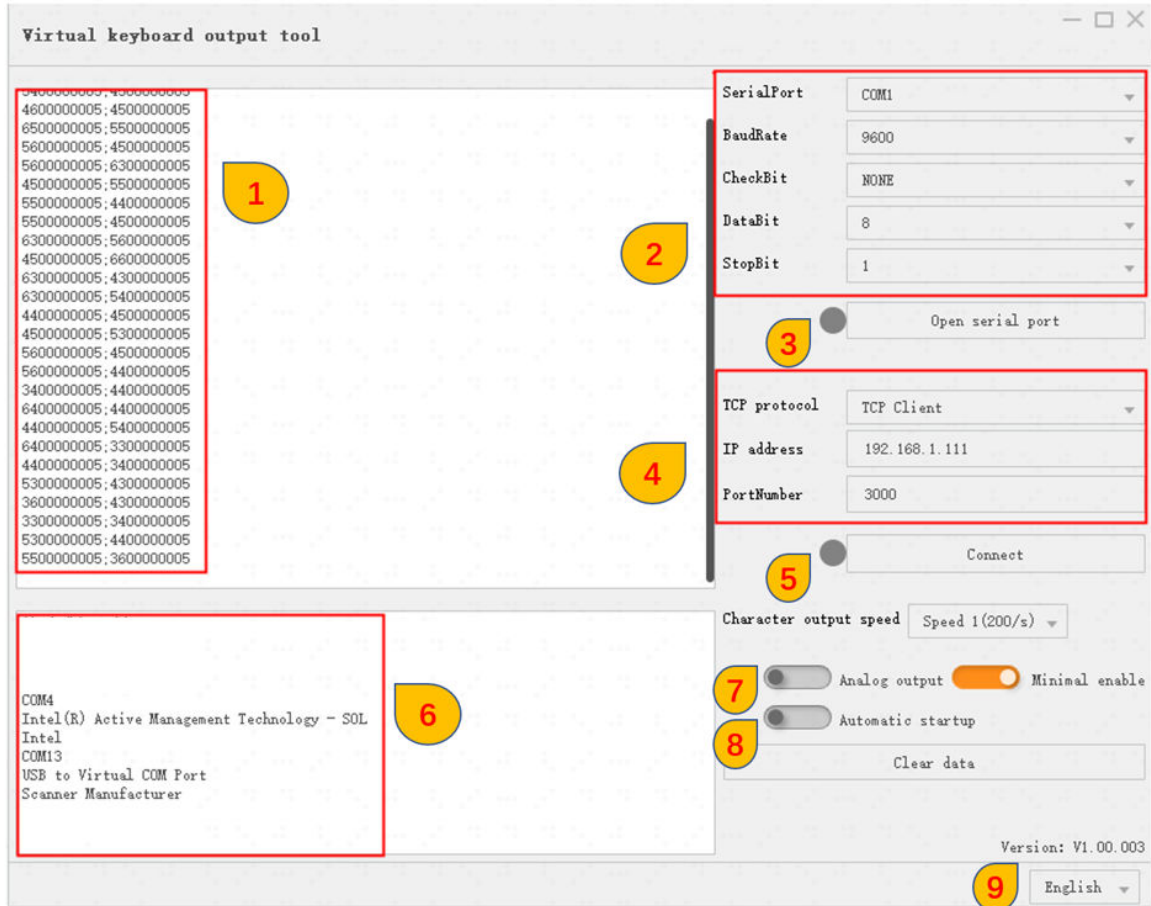 Virtual keyboard output tool
4600000005;4500000005
6500000005;5500000005
5600000005;4500000005
5600000005;6300000005
4500000005;5500000005
5500000005;4400000005
5500000005;4500000005
6300000005;5600000005
4500000005;6600000005
6300000005;4300000005
6300000005;5400000005
4400000005;4500000005
4500000005;5300000005
5600000005;4500000005
5600000005;4400000005
3400000005;4400000005
6400000005;4400000005
4400000005;5400000005
6400000005;3300000005
4400000005;3400000005
5300000005;4300000005
3600000005;4300000005
3300000005;3400000005
5300000005;4400000005
5500000005;3600000005
1
SerialPort COM1
BaudRate 9600
CheckBit NONE
DataBit 8
StopBit 1
2
Open serial port
3
TCP protocol TCP Client
IP address 192.168.1.111
PortNumber 3000
4
Connect
5
COM4
Intel(R) Active Management Technology - SOL
Intel
COM13
USB to Virtual COM Port
Scanner Manufacturer
6
Character output speed Speed 1(200/s)
7 Analog output Minimal enable
8 Automatic startup
Clear data
Version: V1.00.003
9 English